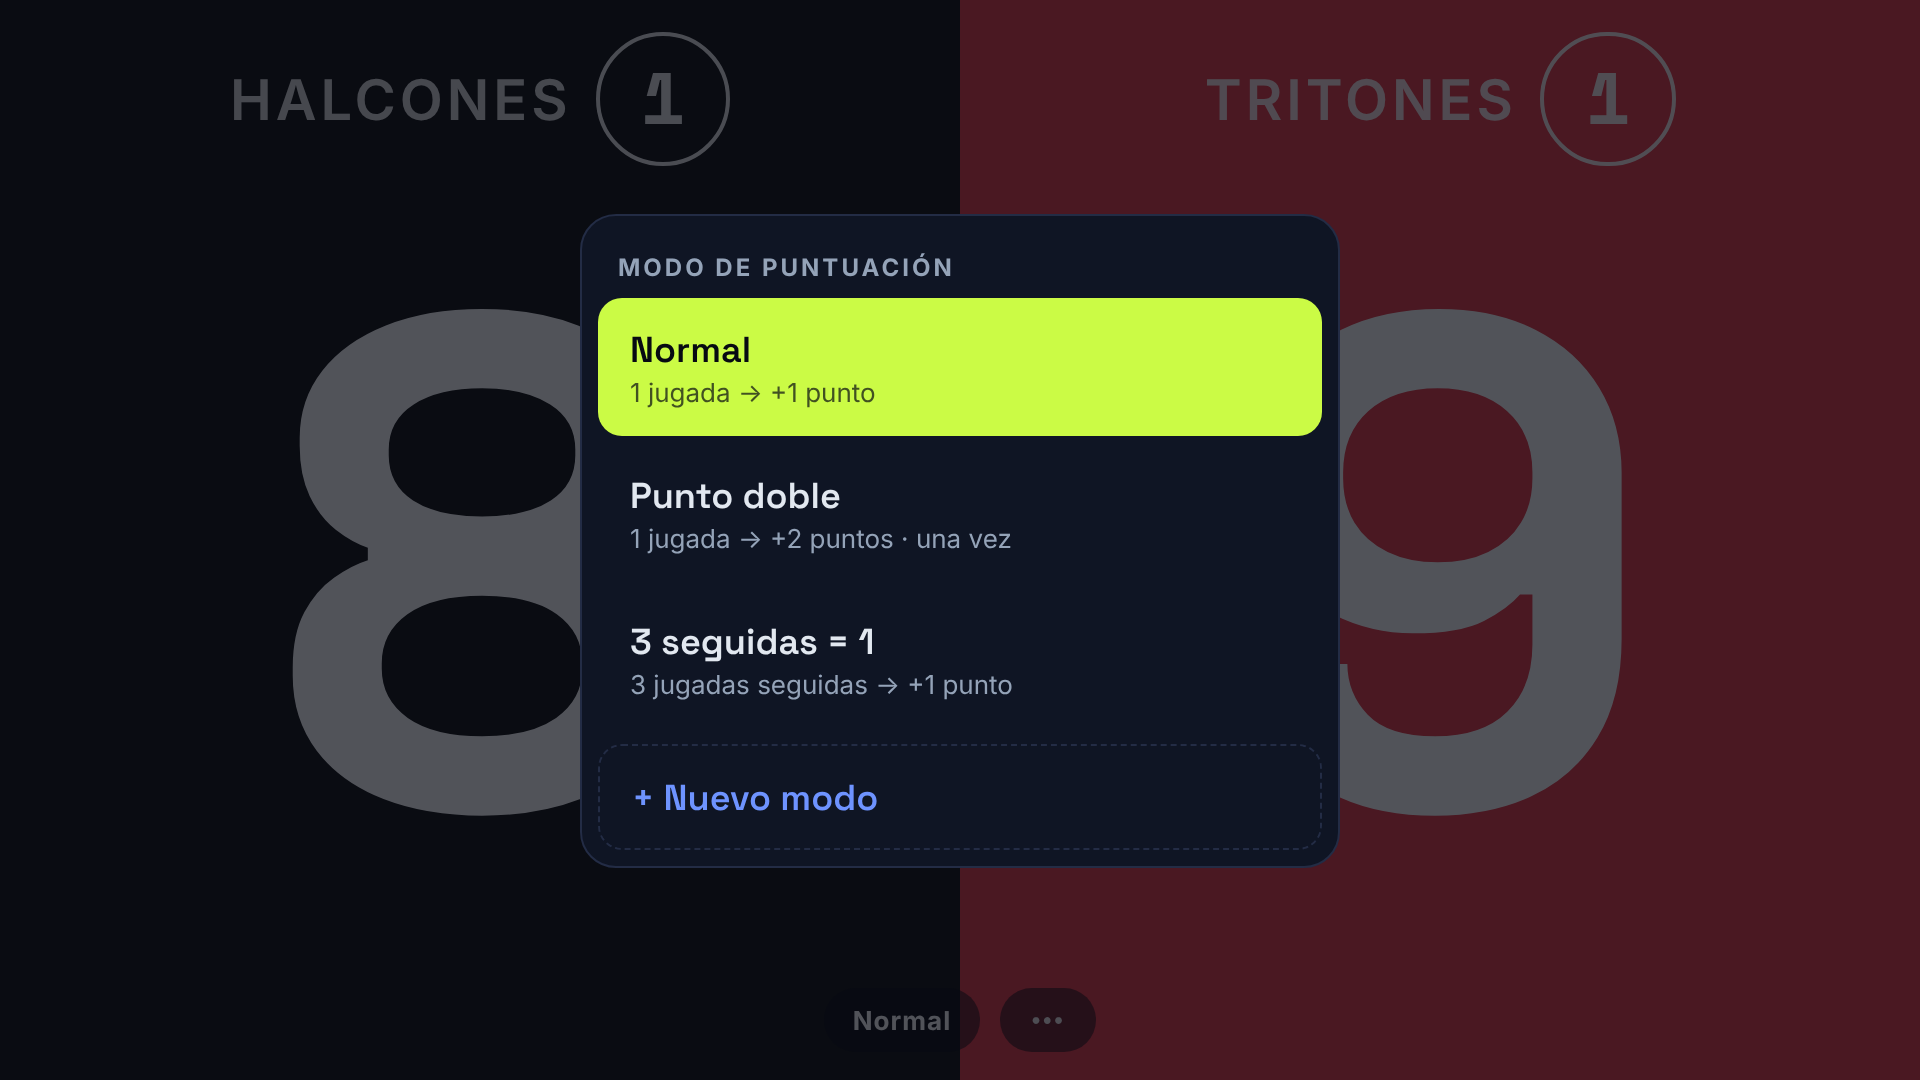 HALCONES 1
TRITONES 1
8
9
MODO DE PUNTUACIÓN
Normal
1 jugada → +1 punto
Punto doble
1 jugada → +2 puntos · una vez
3 seguidas = 1
3 jugadas seguidas → +1 punto
+ Nuevo modo
Normal
•••